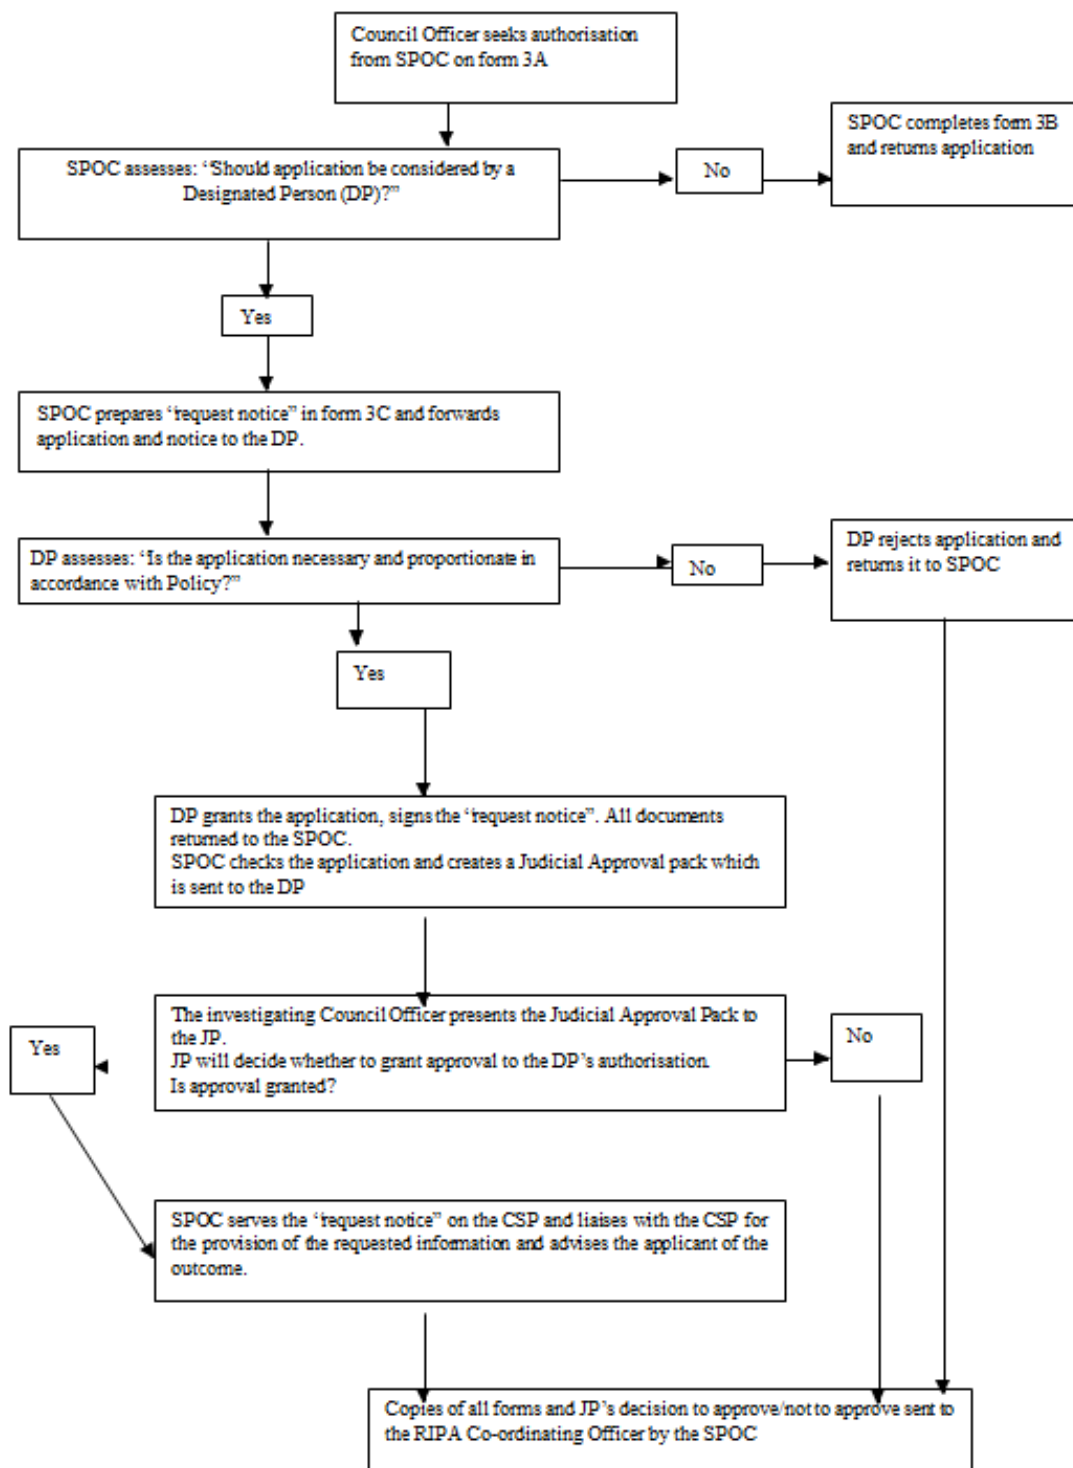 Council Officer seeks authorisation
from SPOC on form 3A
SPOC completes form 3B
and returns application
SPOC assesses: “Should application be considered by a
Designated Person (DP)?”
No
Yes
SPOC prepares “request notice” in form 3C and forwards
application and notice to the DP.
DP assesses: “Is the application necessary and proportionate in
accordance with Policy?”
No
DP rejects application and
returns it to SPOC
Yes
DP grants the application, signs the “request notice”. All documents
returned to the SPOC.
SPOC checks the application and creates a Judicial Approval pack which
is sent to the DP
The investigating Council Officer presents the Judicial Approval Pack to
the JP.
JP will decide whether to grant approval to the DP’s authorisation.
Is approval granted?
Yes
No
SPOC serves the “request notice” on the CSP and liaises with the CSP for
the provision of the requested information and advises the applicant of the
outcome.
Copies of all forms and JP’s decision to approve/not to approve sent to
the RIPA Co-ordinating Officer by the SPOC